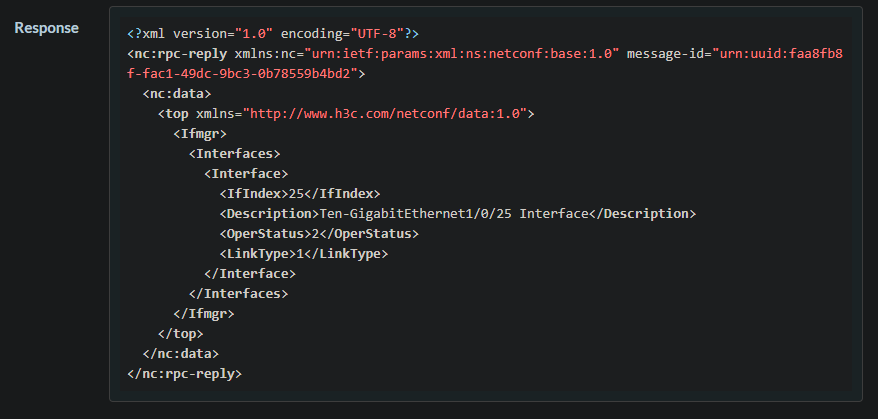 Response
<?xml version="1.0" encoding="UTF-8"?>
<nc:rpc-reply xmlns:nc="urn:ietf:params:xml:ns:netconf:base:1.0" message-id="urn:uuid:faa8fb8
f-fac1-49dc-9bc3-0b78559b4bd2">
  <nc:data>
    <top xmlns="http://www.h3c.com/netconf/data:1.0">
      <Ifmgr>
        <Interfaces>
          <Interface>
            <IfIndex>25</IfIndex>
            <Description>Ten-GigabitEthernet1/0/25 Interface</Description>
            <OperStatus>2</OperStatus>
            <LinkType>1</LinkType>
          </Interface>
        </Interfaces>
      </Ifmgr>
    </top>
  </nc:data>
</nc:rpc-reply>